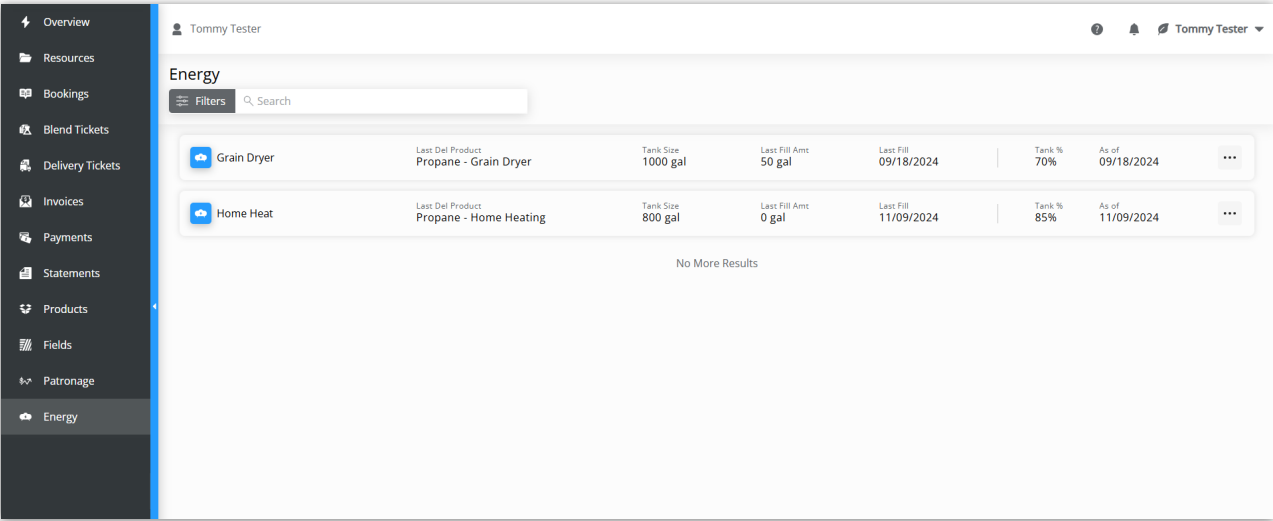 Overview
Resources
Bookings
Blend Tickets
Delivery Tickets
Invoices
Payments
Statements
Products
Fields
Patronage
Energy
Tommy Tester
Tommy Tester
Energy
Filters
Search
Grain Dryer
Last Del Product
Propane - Grain Dryer
Tank Size
1000 gal
Last Fill Amt
50 gal
Last Fill
09/18/2024
Tank %
70%
As of
09/18/2024
Home Heat
Last Del Product
Propane - Home Heating
Tank Size
800 gal
Last Fill Amt
0 gal
Last Fill
11/09/2024
Tank %
85%
As of
11/09/2024
No More Results